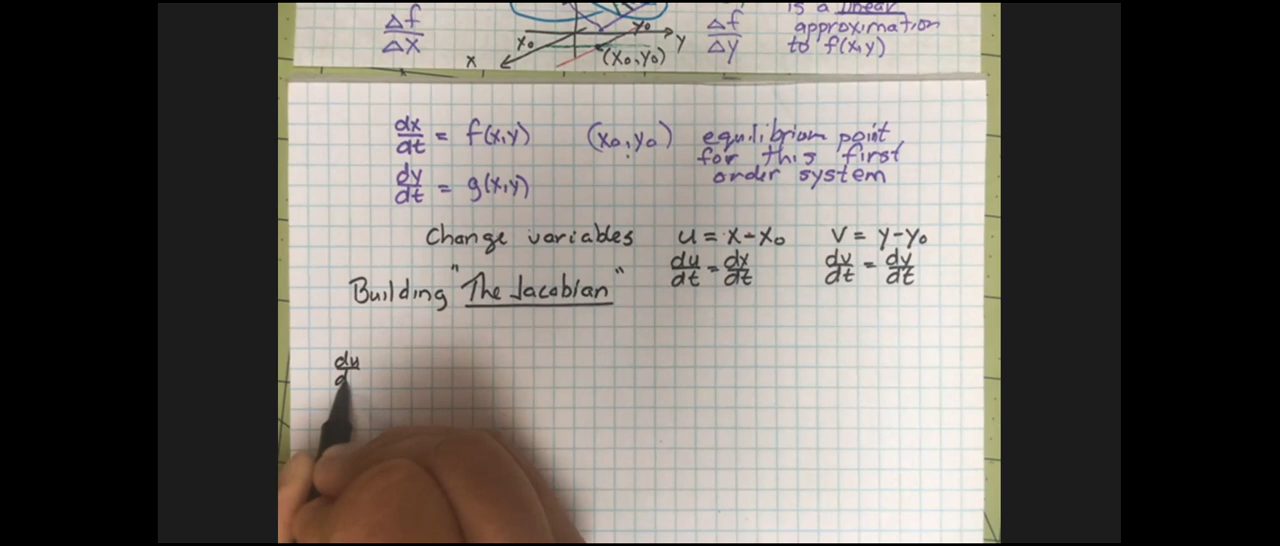 is a linear
Δf/Δx x₀ y₀ Δf/Δy approximation
x y (x₀,y₀) to f(x,y)
dx/dt = f(x,y) (x₀,y₀) equilibrium point
for this first
dy/dt = g(x,y) order system
Change variables u = x-x₀ v = y-y₀
du/dt = dx/dt dv/dt = dy/dt
Building "The Jacobian"
du
d